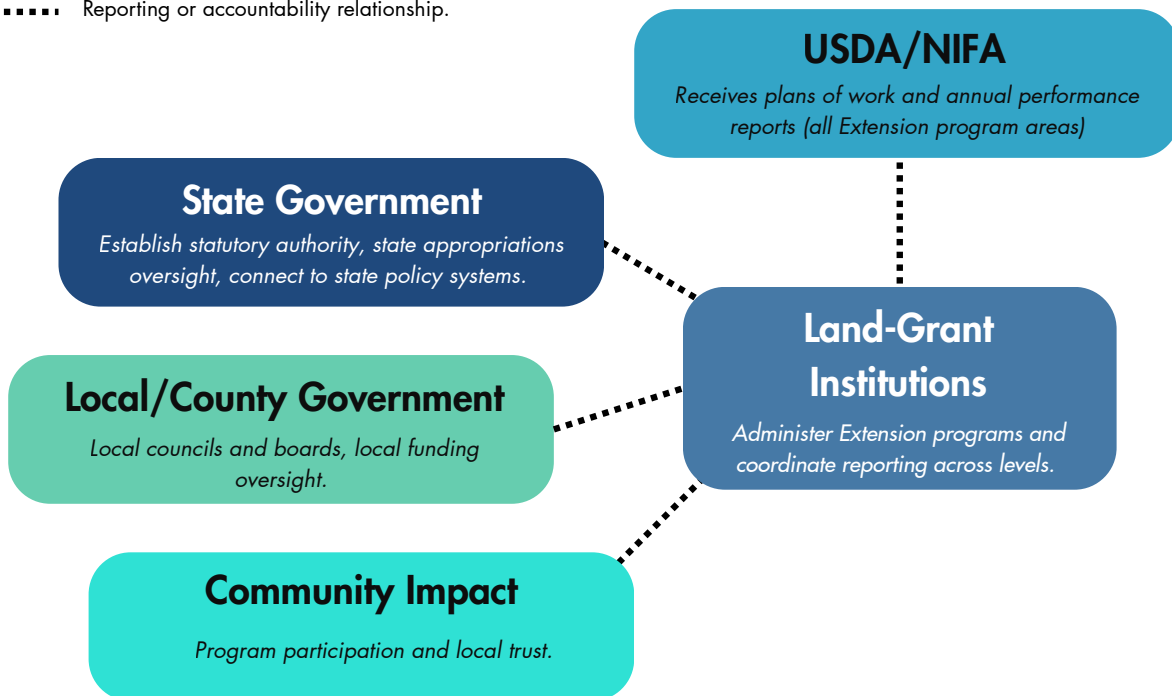 Reporting or accountability relationship.
USDA/NIFA
Receives plans of work and annual performance
reports (all Extension program areas)
State Government
Establish statutory authority, state appropriations
oversight, connect to state policy systems.
Land-Grant
Institutions
Administer Extension programs and
coordinate reporting across levels.
Local/County Government
Local councils and boards, local funding
oversight.
Community Impact
Program participation and local trust.